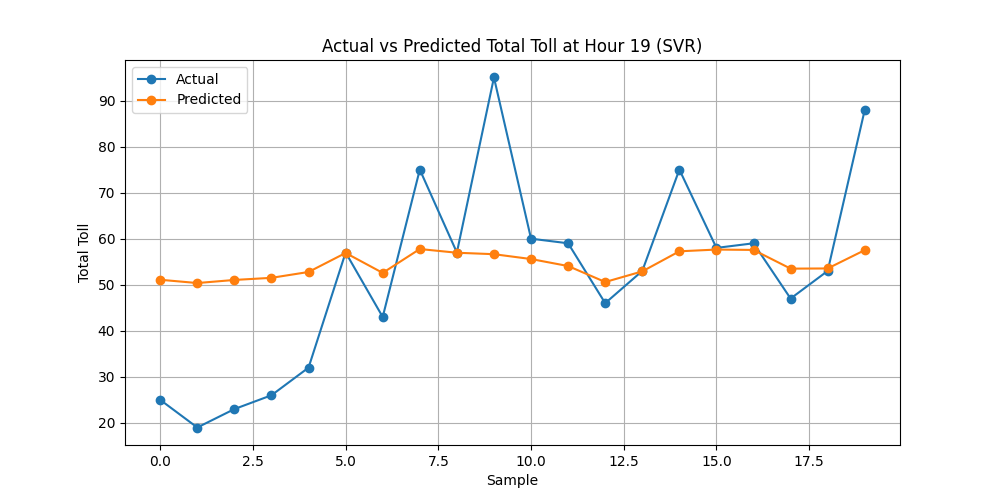 Actual vs Predicted Total Toll at Hour 19 (SVR)
Actual
Predicted
90
80
70
60
50
40
30
20
Total Toll
0.0 2.5 5.0 7.5 10.0 12.5 15.0 17.5
Sample